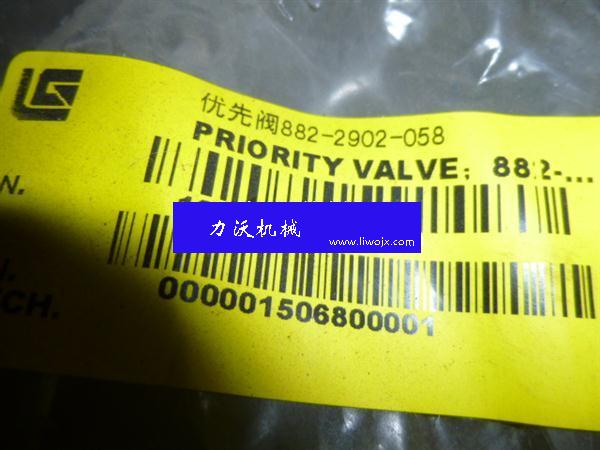 LG
优先阀882-2902-058
PRIORITY VALVE; 882-...
N.
力沃机械
www.liwojx.com
CH.
000001506800001